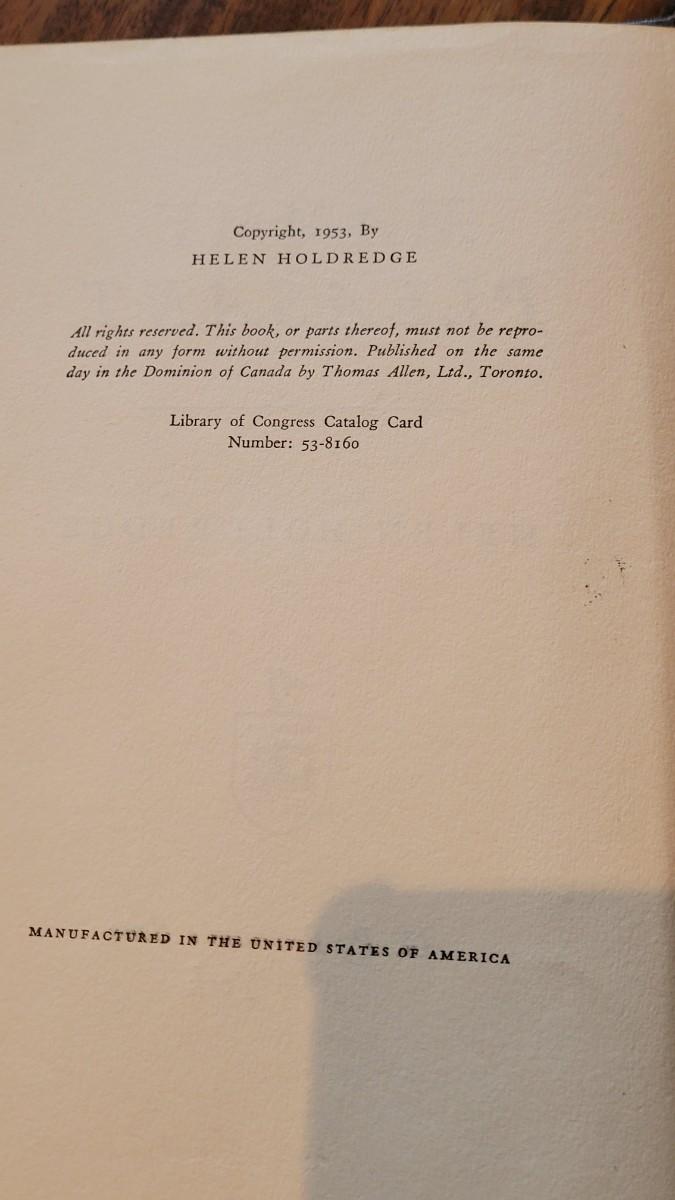 Copyright, 1953, By
HELEN HOLDREDGE
All rights reserved. This book, or parts thereof, must not be repro-
duced in any form without permission. Published on the same
day in the Dominion of Canada by Thomas Allen, Ltd., Toronto.
Library of Congress Catalog Card
Number: 53-8160
MANUFACTURED IN THE UNITED STATES OF AMERICA